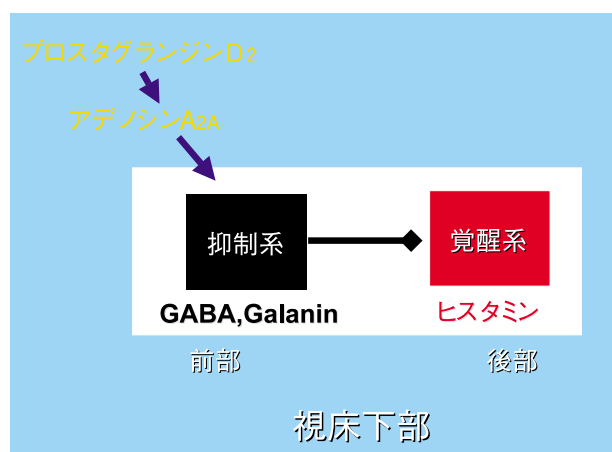 プロスタグランジンD2
アデノシンA2A
抑制系
覚醒系
GABA,Galanin
ヒスタミン
前部
後部
視床下部